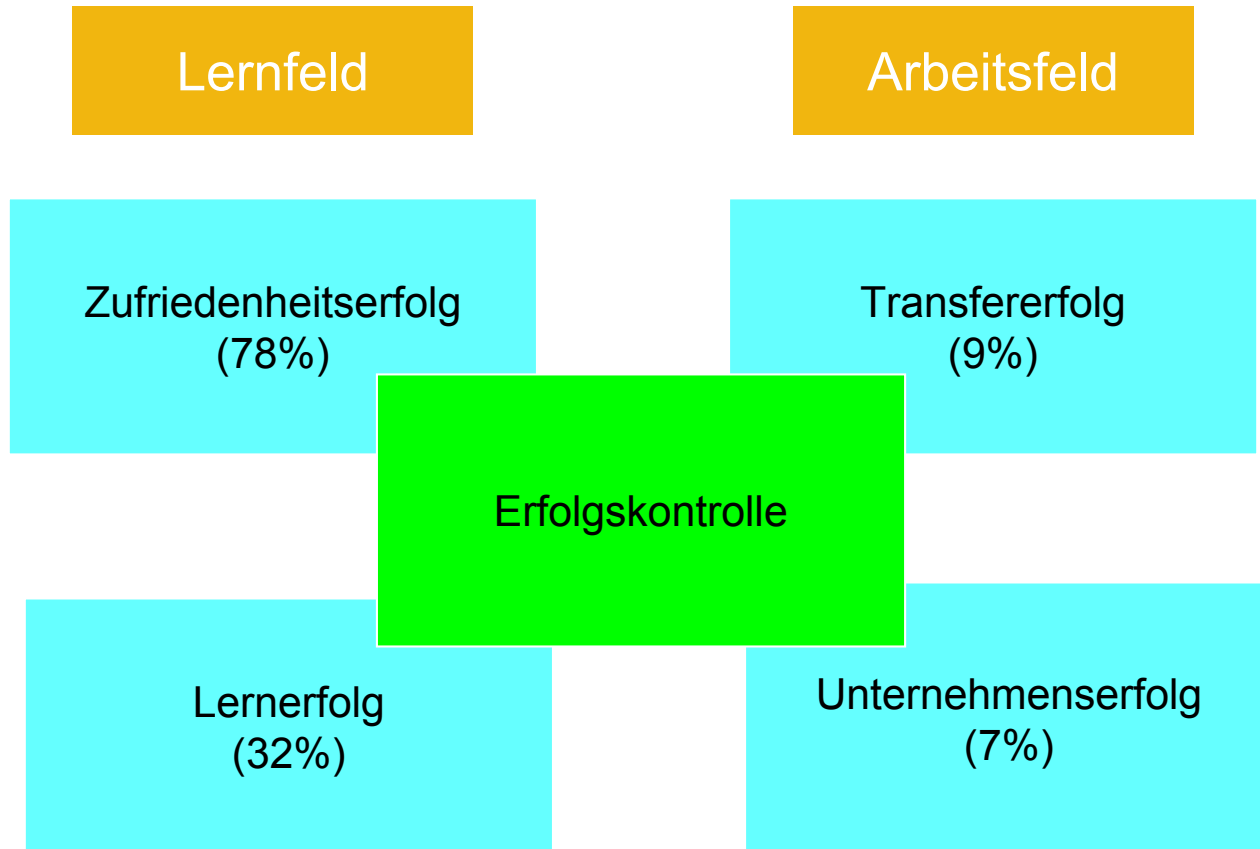 Lernfeld
Arbeitsfeld
Zufriedenheitserfolg
(78%)
Transfererfolg
(9%)
Erfolgskontrolle
Lernerfolg
(32%)
Unternehmenserfolg
(7%)